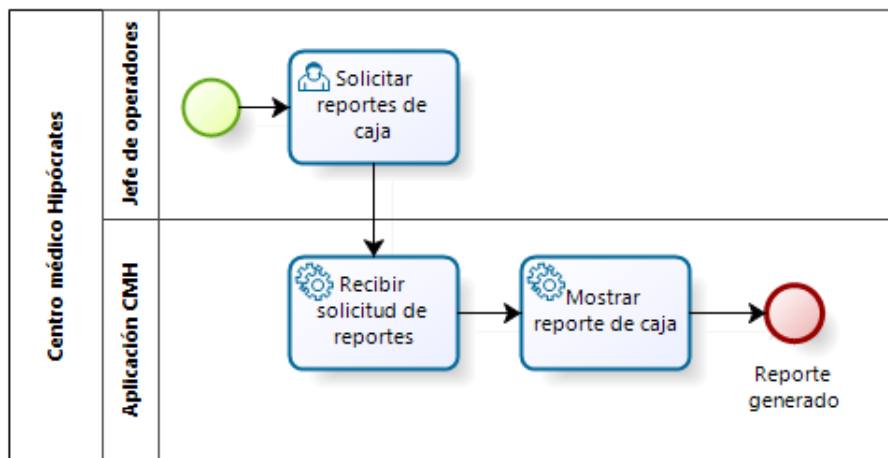 Centro médico Hipócrates
Jefe de operadores
Solicitar
reportes de
caja
Aplicación CMH
Recibir
solicitud de
reportes
Mostrar
reporte de caja
Reporte
generado